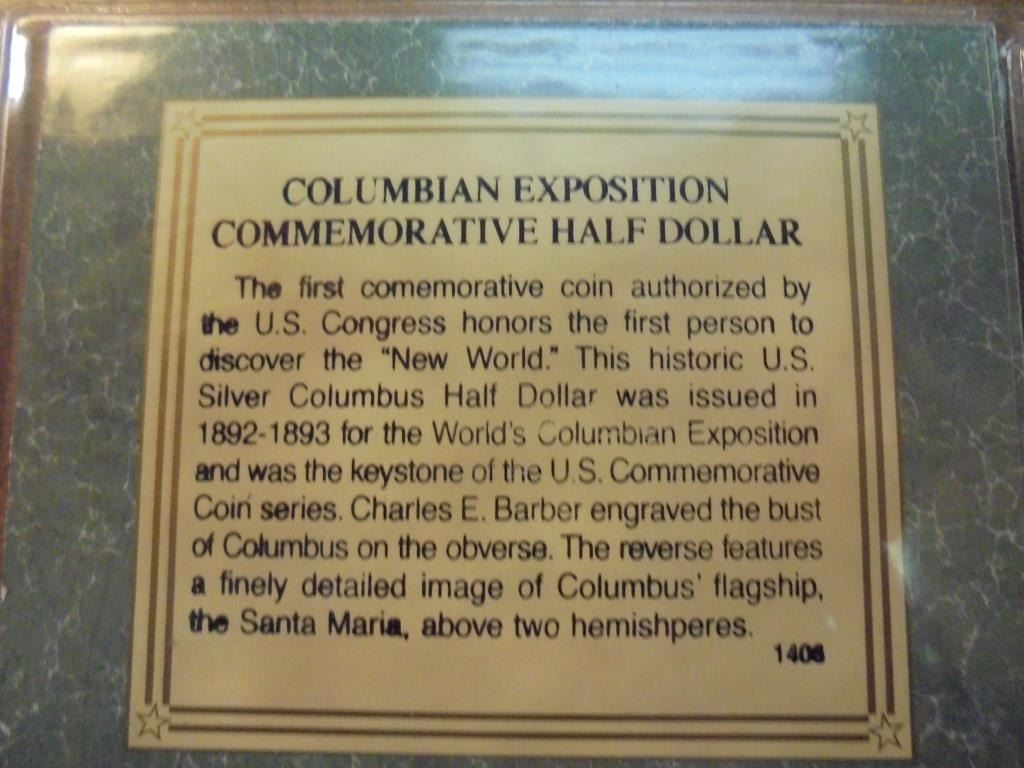 COLUMBIAN EXPOSITION
COMMEMORATIVE HALF DOLLAR
The first comemorative coin authorized by
the U.S. Congress honors the first person to
discover the "New World." This historic U.S.
Silver Columbus Half Dollar was issued in
1892-1893 for the World's Columbian Exposition
and was the keystone of the U.S. Commemorative
Coin series. Charles E. Barber engraved the bust
of Columbus on the obverse. The reverse features
a finely detailed image of Columbus' flagship,
the Santa Maria, above two hemishperes.